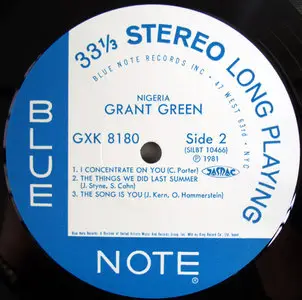 33⅓ STEREO LONG PLAYING
BLUE NOTE RECORDS INC • 47 WEST 63rd • NYC
NIGERIA
GRANT GREEN
GXK 8180
Side 2
(SILBT 10466)
℗ 1981
JASRAC
1. I CONCENTRATE ON YOU (C. Porter)
2. THE THINGS WE DID LAST SUMMER
(J. Styne, S. Cahn)
3. THE SONG IS YOU (J. Kern, O. Hammerstein)
BLUE
NOTE ®